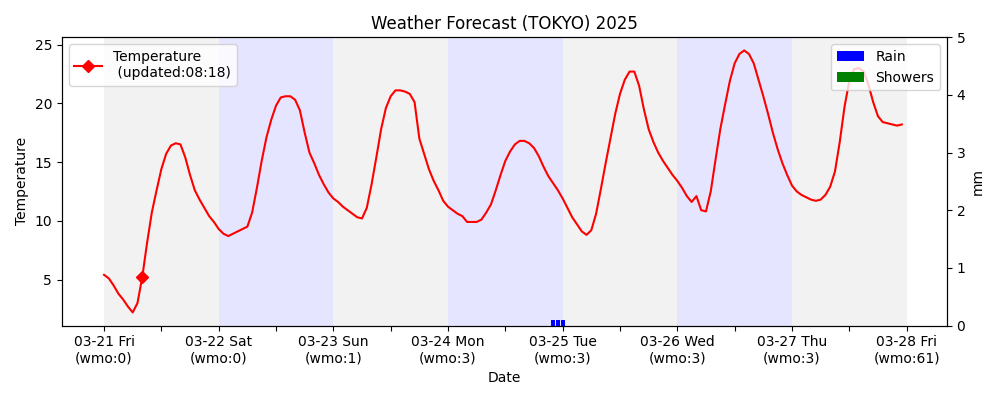 Weather Forecast (TOKYO) 2025
Temperature
(updated:08:18)
Rain
Showers
Temperature
25
20
15
10
5
5
4
3
2
1
0
mm
03-21 Fri
(wmo:0)
03-22 Sat
(wmo:0)
03-23 Sun
(wmo:1)
03-24 Mon
(wmo:3)
03-25 Tue
(wmo:3)
03-26 Wed
(wmo:3)
03-27 Thu
(wmo:3)
03-28 Fri
(wmo:61)
Date